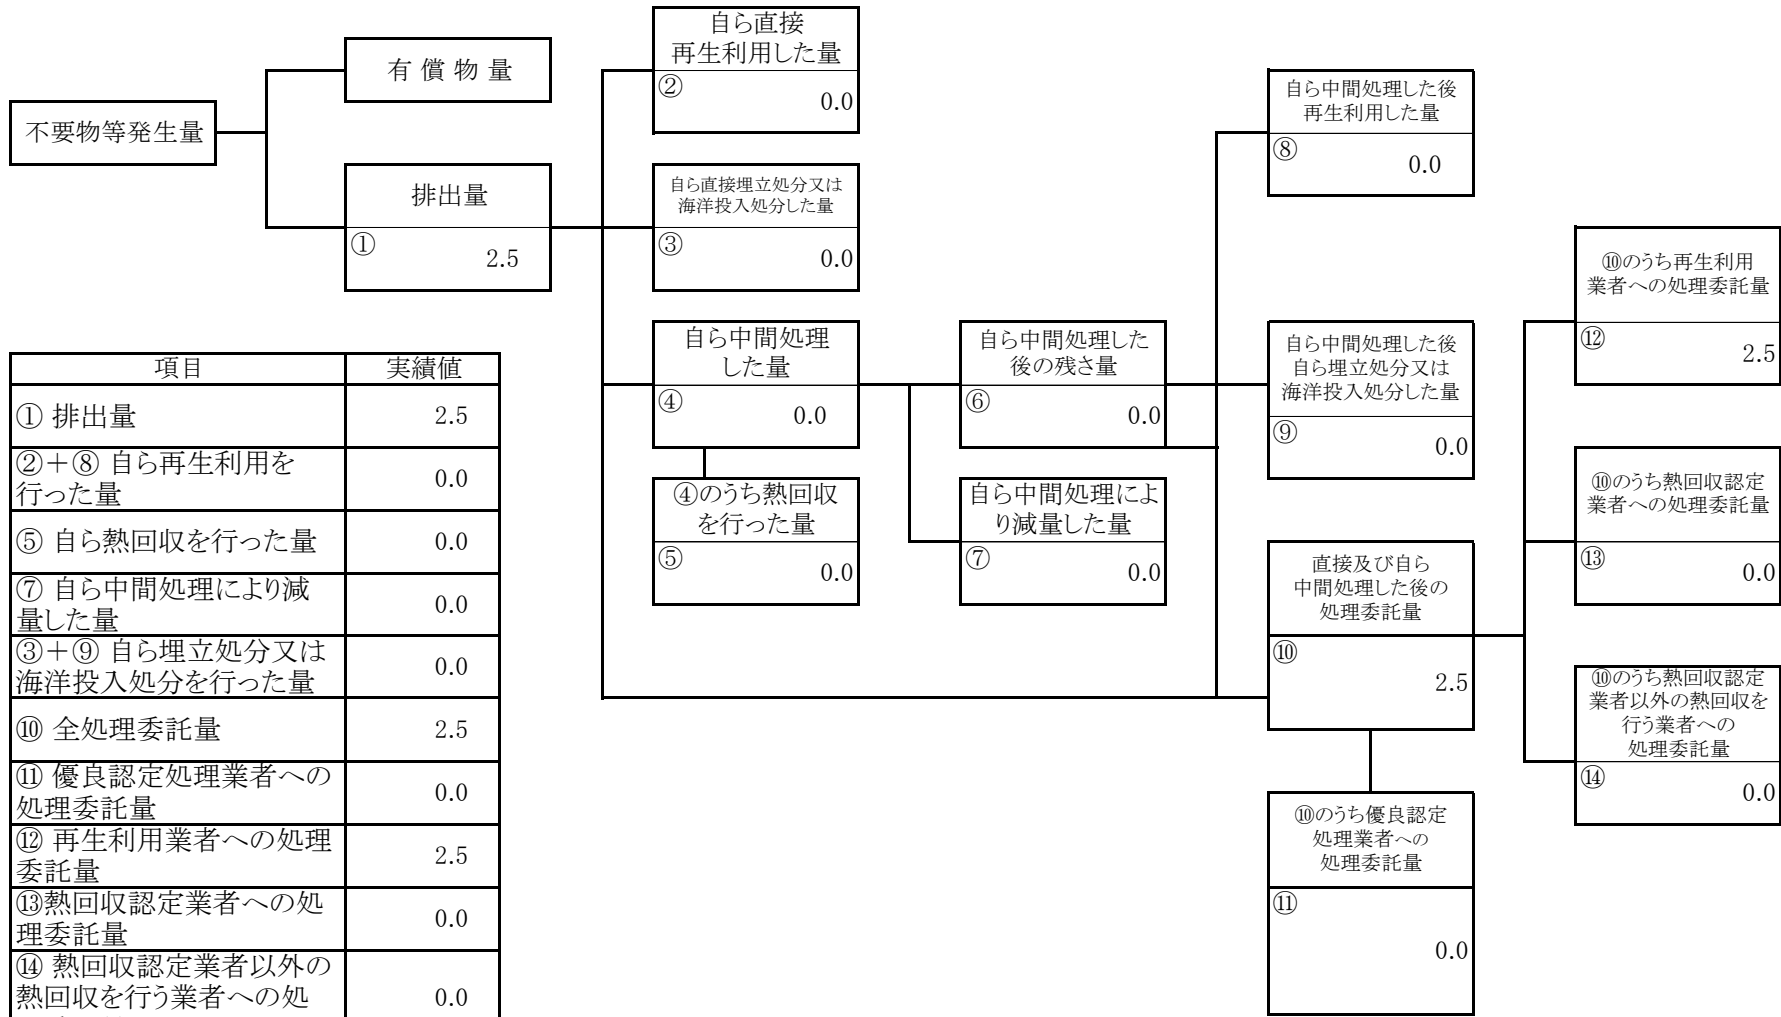 不要物等発生量
有 償 物 量
排出量
①
2.5
自ら直接
再生利用した量
②
0.0
自ら直接埋立処分又は
海洋投入処分した量
③
0.0
自ら中間処理
した量
④
0.0
④のうち熱回収
を行った量
⑤
0.0
自ら中間処理した
後の残さ量
⑥
0.0
自ら中間処理によ
り減量した量
⑦
0.0
自ら中間処理した後
再生利用した量
⑧
0.0
自ら中間処理した後
自ら埋立処分又は
海洋投入処分した量
⑨
0.0
直接及び自ら
中間処理した後の
処理委託量
⑩
2.5
⑩のうち優良認定
処理業者への
処理委託量
⑪
0.0
⑩のうち再生利用
業者への処理委託量
⑫
2.5
⑩のうち熱回収認定
業者への処理委託量
⑬
0.0
⑩のうち熱回収認定
業者以外の熱回収を
行う業者への
処理委託量
⑭
0.0
項目 実績値
① 排出量 2.5
②＋⑧ 自ら再生利用を
行った量 0.0
⑤ 自ら熱回収を行った量 0.0
⑦ 自ら中間処理により減
量した量 0.0
③＋⑨ 自ら埋立処分又は
海洋投入処分を行った量 0.0
⑩ 全処理委託量 2.5
⑪ 優良認定処理業者への
処理委託量 0.0
⑫ 再生利用業者への処理
委託量 2.5
⑬熱回収認定業者への処
理委託量 0.0
⑭ 熱回収認定業者以外の
熱回収を行う業者への処 0.0